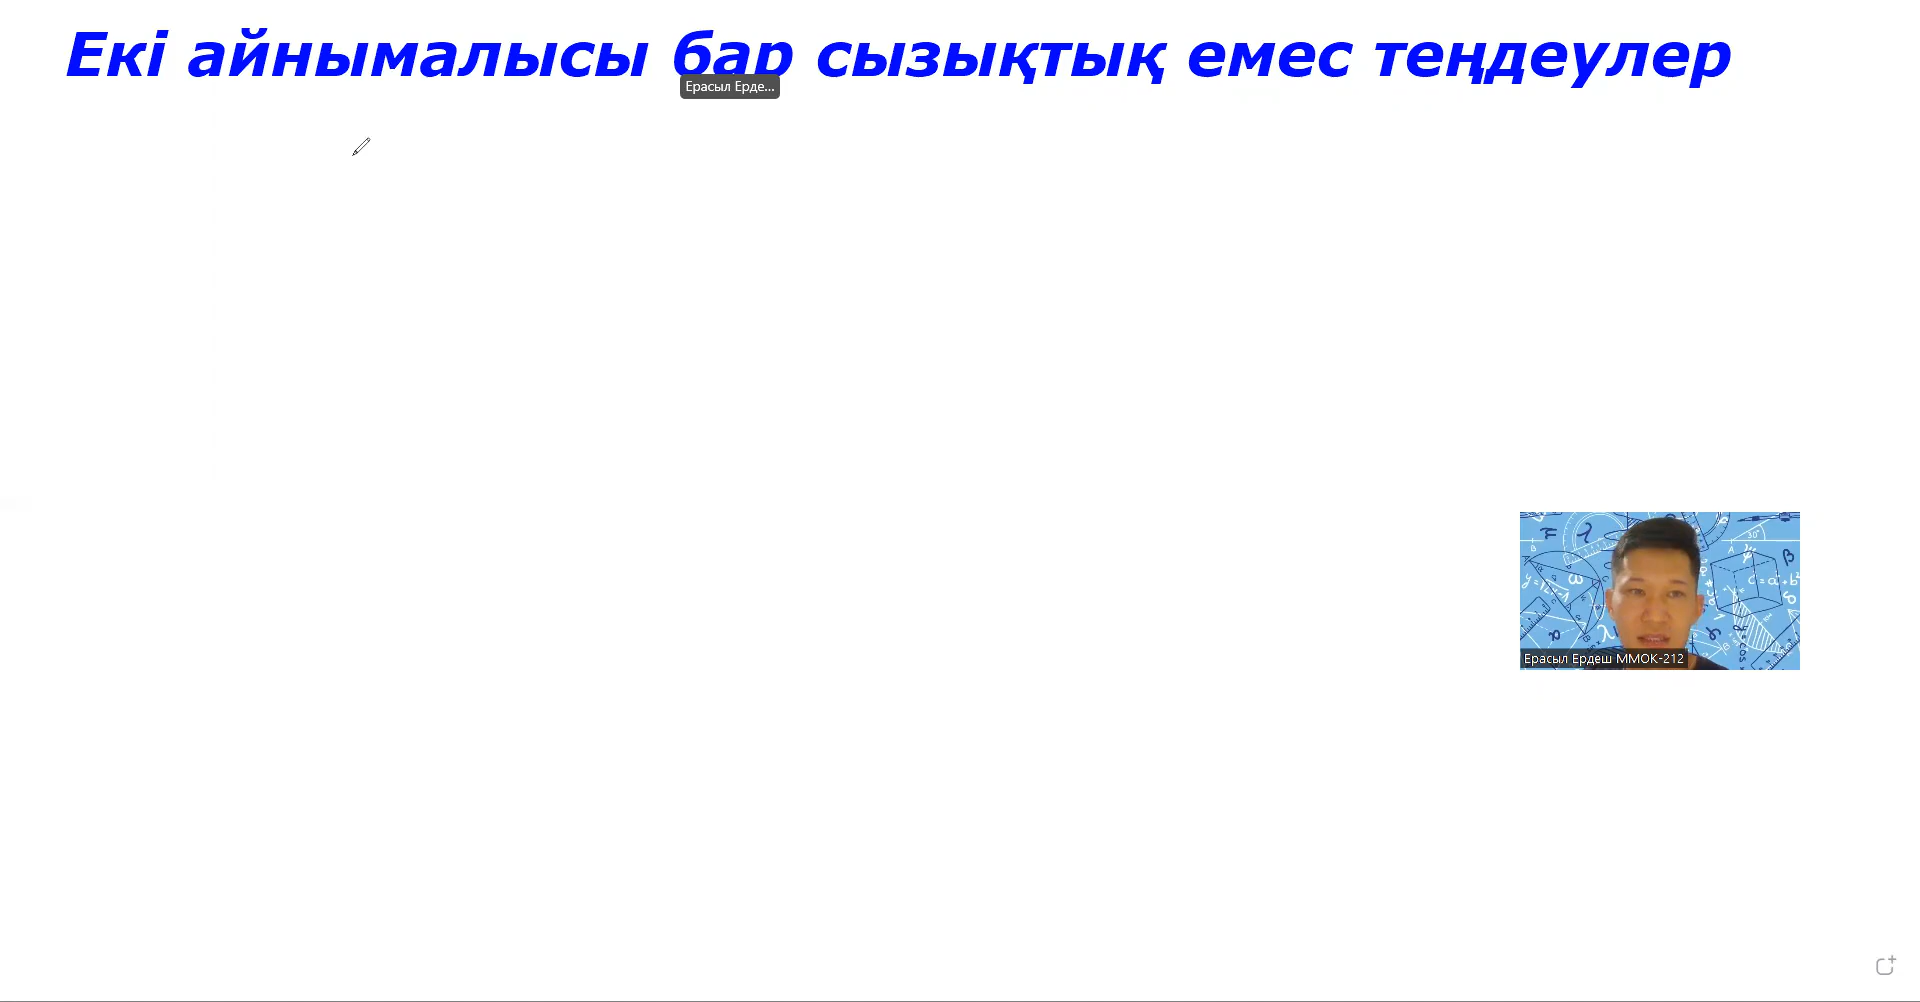 Екі айнымалысы бар сызықтық емес теңдеулер
Ерасыл Ерде...
Ерасыл Ердеш ММОК-212